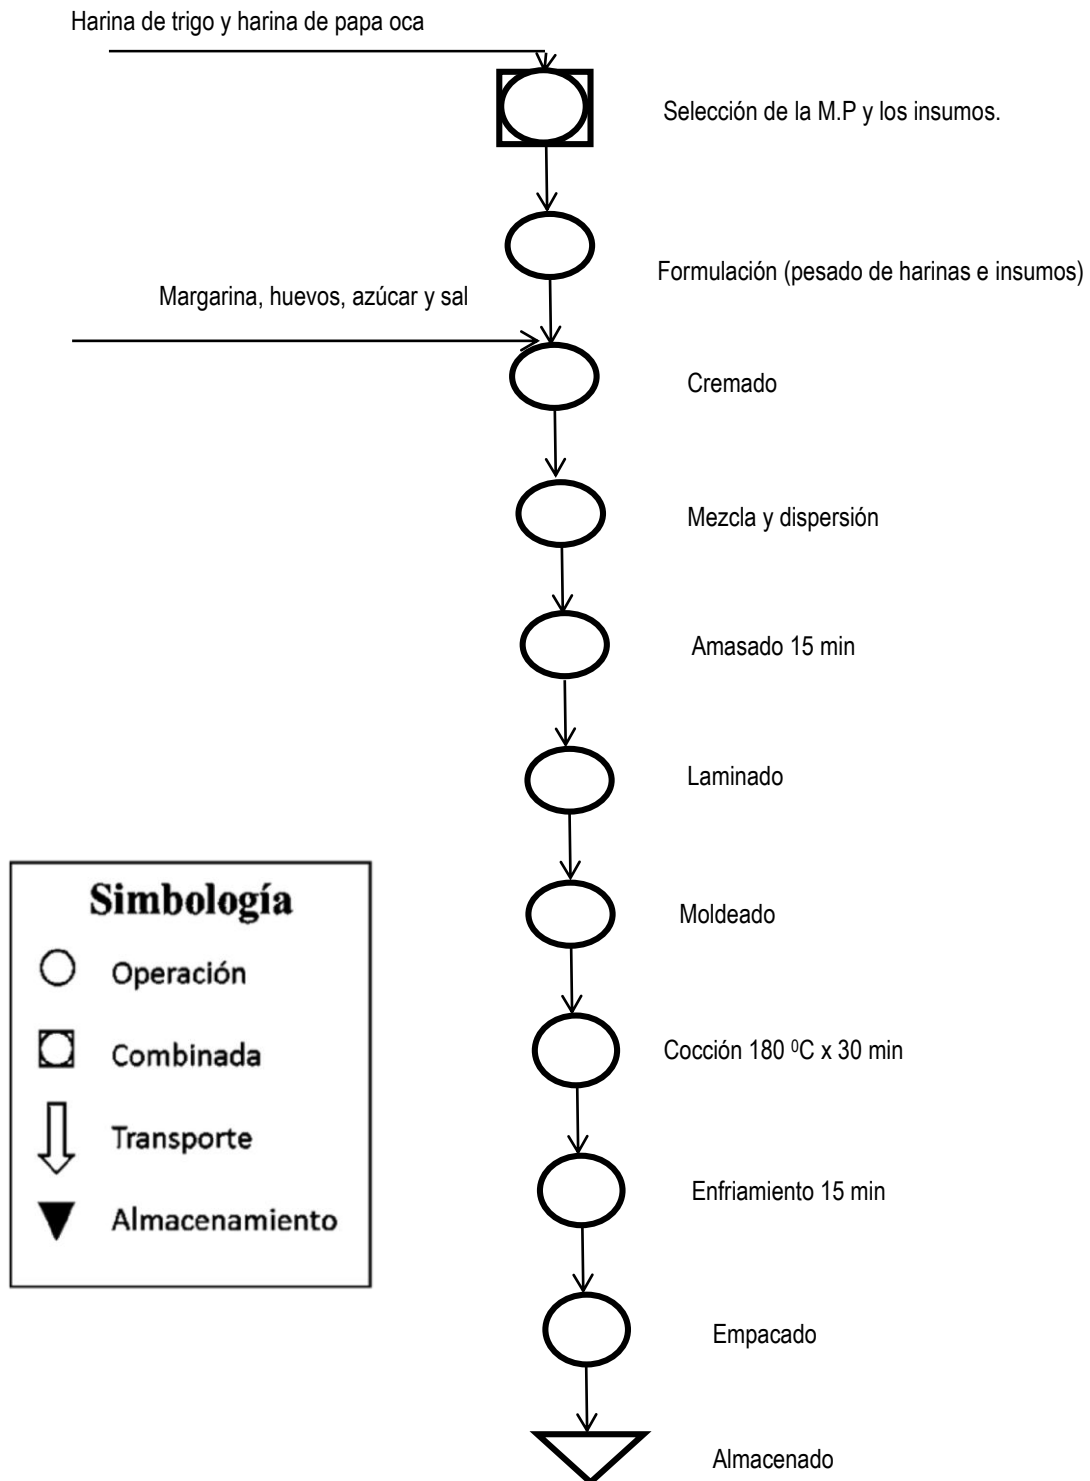 Harina de trigo y harina de papa oca
Selección de la M.P y los insumos.
Formulación (pesado de harinas e insumos)
Margarina, huevos, azúcar y sal
Cremado
Mezcla y dispersión
Amasado 15 min
Laminado
Moldeado
Cocción 180 ⁰C x 30 min
Enfriamiento 15 min
Empacado
Almacenado
Simbología
Operación
Combinada
Transporte
Almacenamiento